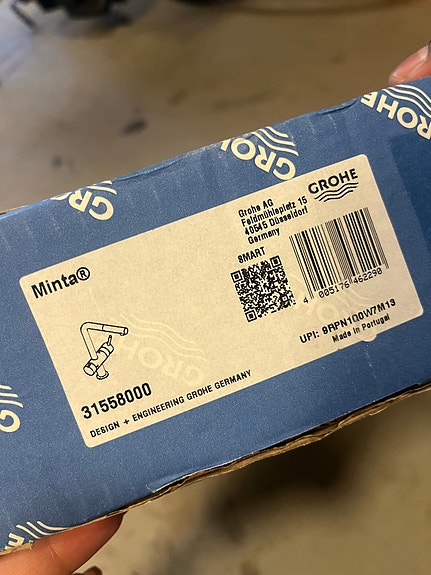 GROHE
GROHE
GROHE
GROHE
Grohe AG
Feldmühleplatz 15
40545 Düsseldorf
Germany
Minta®
SMART
4 005176 462290
GROHE
UPI: 9RPN1Q0W7M13
Made in Portugal
31558000
DESIGN + ENGINEERING GROHE GERMANY